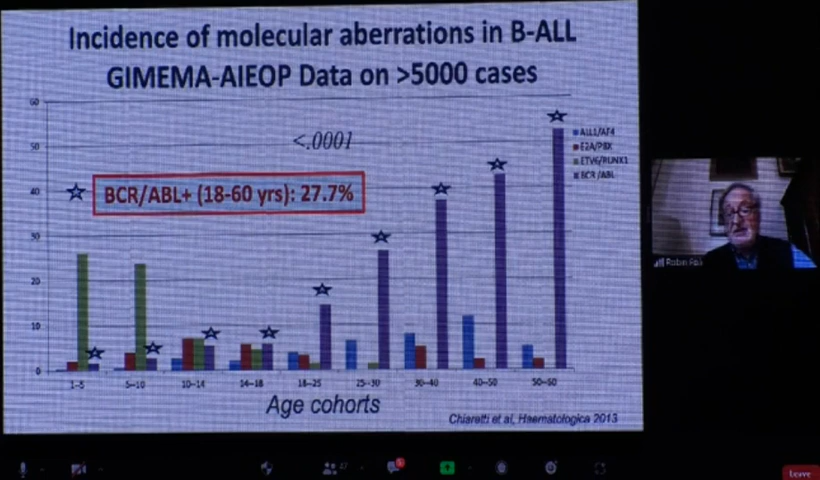 Incidence of molecular aberrations in B-ALL
GIMEMA-AIEOP Data on >5000 cases
60
50
40
30
20
10
0
<.0001
BCR/ABL+ (18-60 yrs): 27.7%
ALL1/AF4
E2A/PBX
ETV6/RUNX1
BCR/ABL
1--5
5--10
10--14
14--18
18--25
25--30
30--40
40--50
50--60
Age cohorts
Chiaretti et al, Haematologica 2013
Robin
Leave